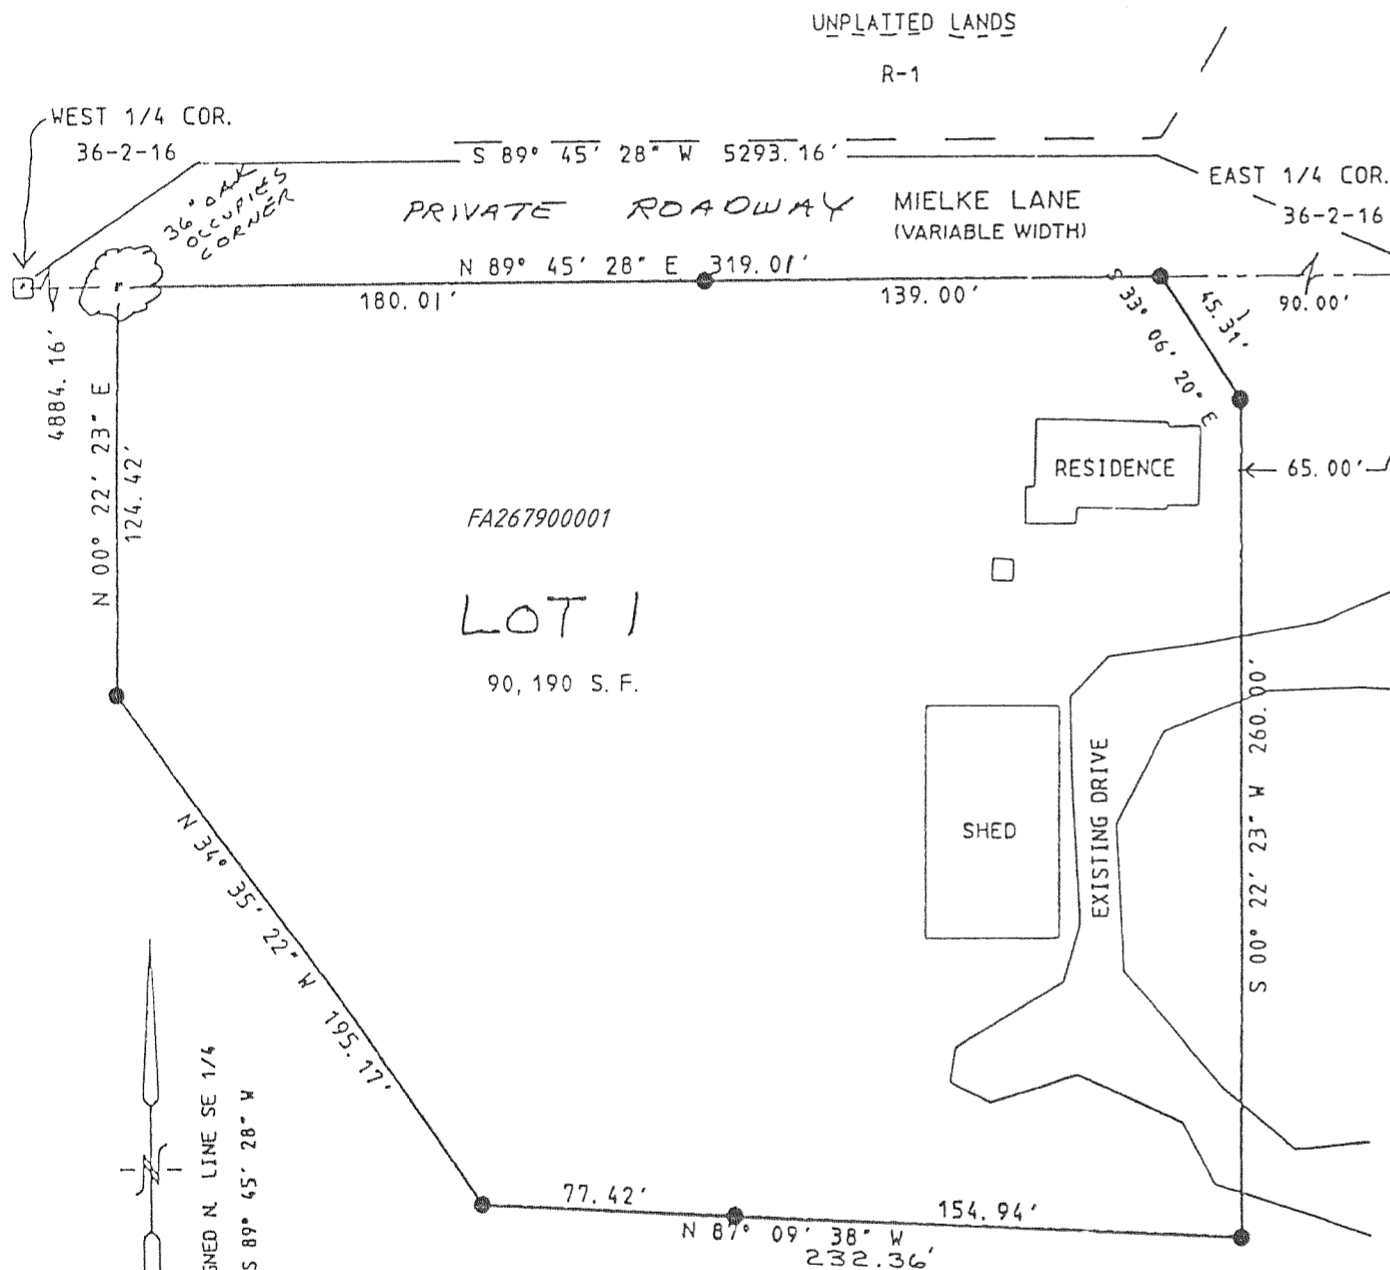 UNPLATTED LANDS
R-1
WEST 1/4 COR.
36-2-16
S 89° 45' 28" W 5293.16'
EAST 1/4 COR.
36-2-16
36" OAK
OCCUPIES
CORNER
PRIVATE ROADWAY
MIELKE LANE
(VARIABLE WIDTH)
N 89° 45' 28" E 319.01'
180.01'
139.00'
90.00'
4884.16'
N 00° 22' 23" E
124.42'
S 33° 06' 20" E
45.31'
RESIDENCE
65.00'
FA267900001
LOT 1
90,190 S.F.
SHED
EXISTING DRIVE
S 00° 22' 23" W 260.00'
N 34° 35' 22" W 195.17'
77.42'
154.94'
N 87° 09' 38" W
232.36'
N
GNED N. LINE SE 1/4
S 89° 45' 28" W